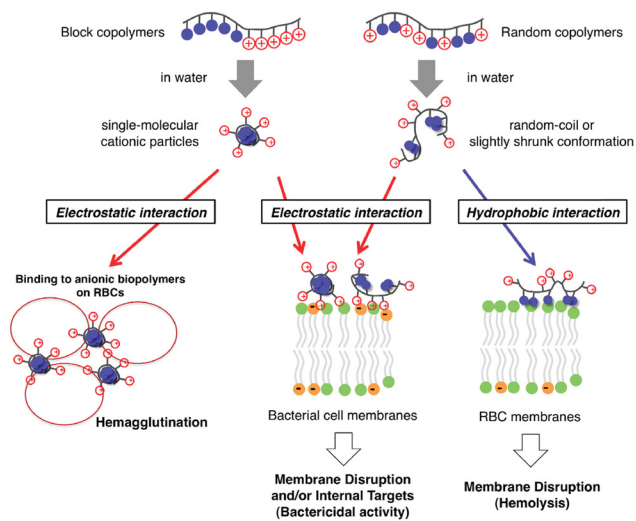 Block copolymers
Random copolymers
in water
in water
single-molecular
cationic particles
random-coil or
slightly shrunk conformation
Electrostatic interaction
Electrostatic interaction
Hydrophobic interaction
Binding to anionic biopolymers
on RBCs
Hemagglutination
Bacterial cell membranes
RBC membranes
Membrane Disruption
and/or Internal Targets
(Bactericidal activity)
Membrane Disruption
(Hemolysis)